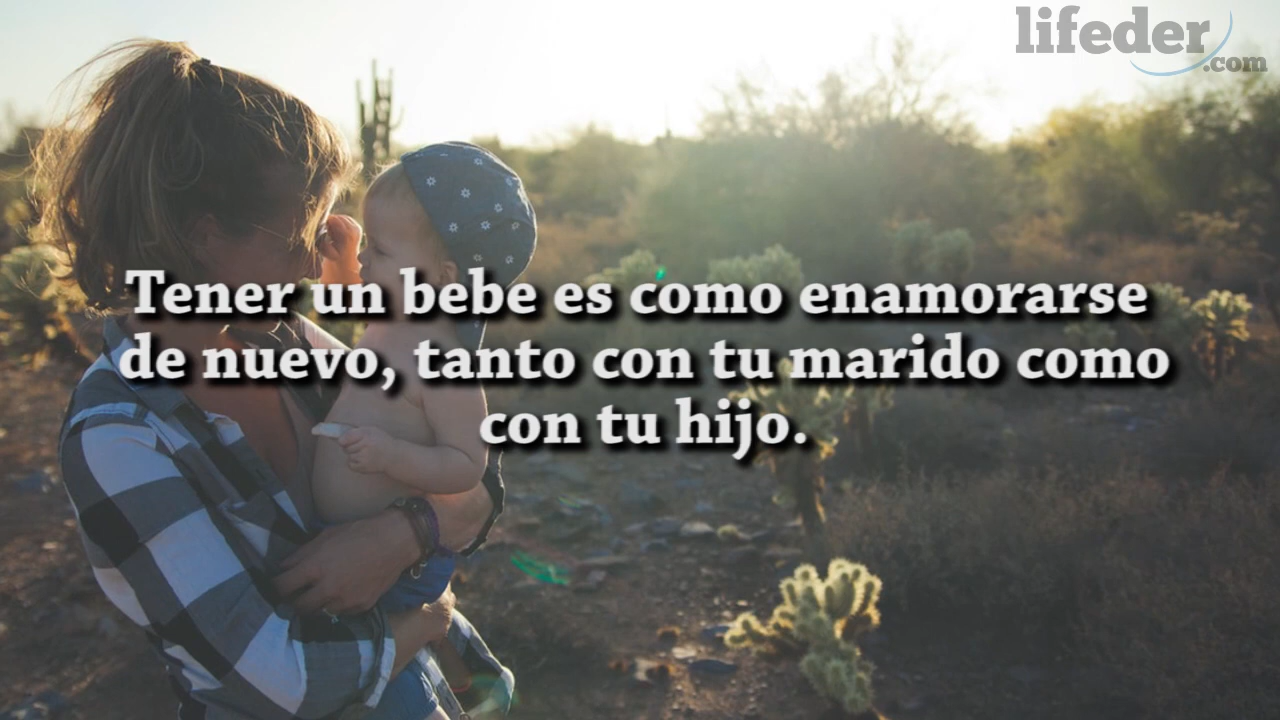 lifeder
.com
Tener un bebe es como enamorarse
de nuevo, tanto con tu marido como
con tu hijo.